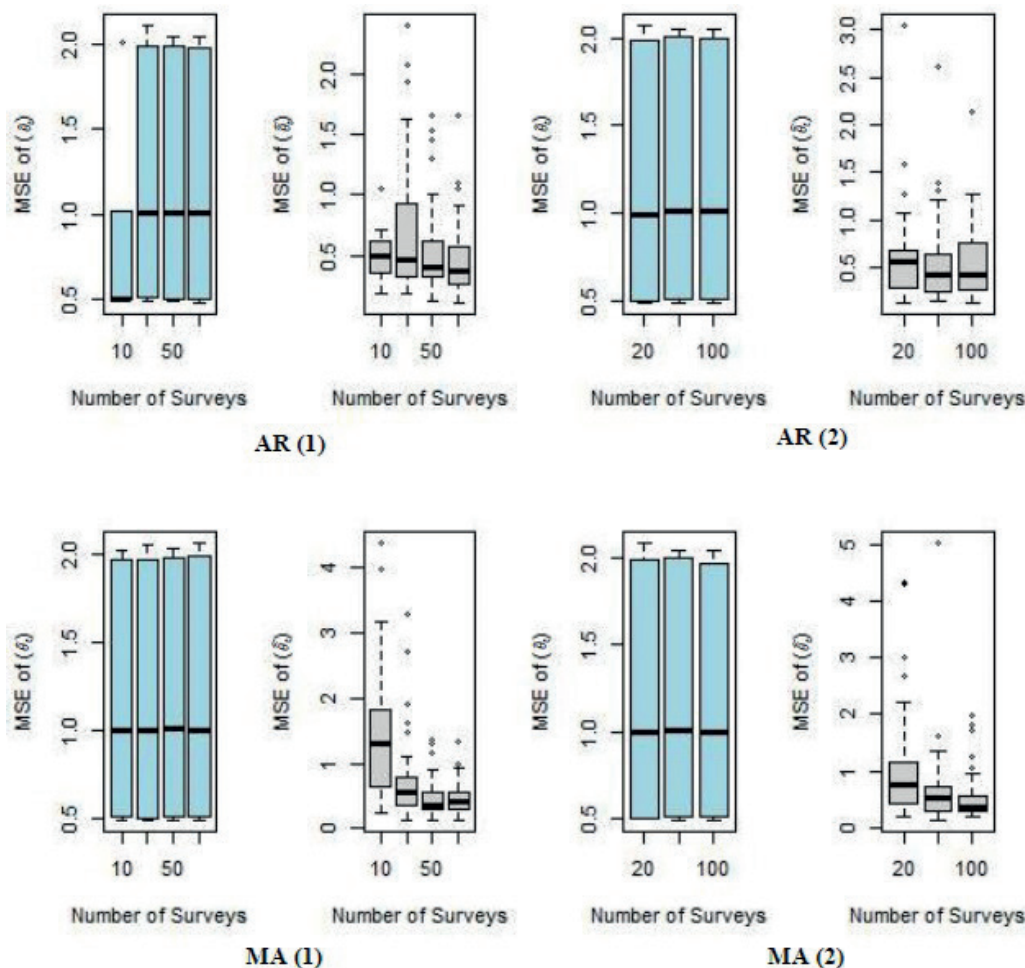 MSE of (θ̂ₜ)
0.5 1.0 1.5 2.0
10 50
Number of Surveys
MSE of (θ̃ₜ)
0.5 1.0 1.5 2.0
10 50
Number of Surveys
AR (1)
MSE of (θ̂ₜ)
0.5 1.0 1.5 2.0
20 100
Number of Surveys
MSE of (θ̃ₜ)
0.5 1.0 1.5 2.0 2.5 3.0
20 100
Number of Surveys
AR (2)
MSE of (θ̂ₜ)
0.5 1.0 1.5 2.0
10 50
Number of Surveys
MSE of (θ̃ₜ)
0 1 2 3 4
10 50
Number of Surveys
MA (1)
MSE of (θ̂ₜ)
0.5 1.0 1.5 2.0
20 100
Number of Surveys
MSE of (θ̃ₜ)
0 1 2 3 4 5
20 100
Number of Surveys
MA (2)